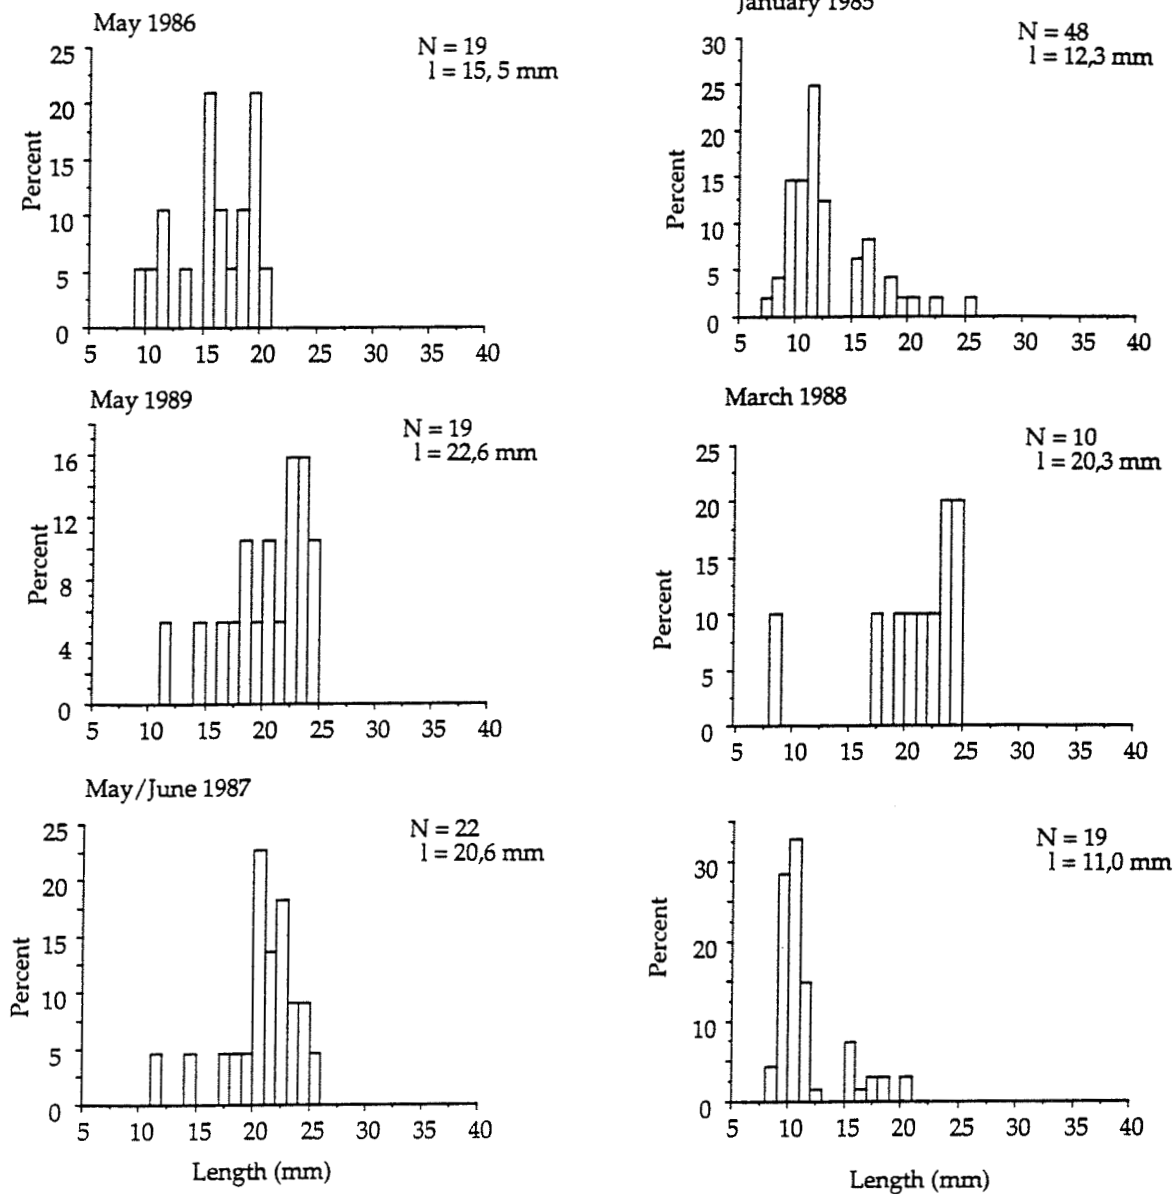 May 1986
N = 19
l = 15, 5 mm
Percent
25
20
15
10
5
0
5 10 15 20 25 30 35 40
January 1985
N = 48
l = 12,3 mm
Percent
30
25
20
15
10
5
0
5 10 15 20 25 30 35 40
May 1989
N = 19
l = 22,6 mm
Percent
16
12
8
4
0
5 10 15 20 25 30 35 40
March 1988
N = 10
l = 20,3 mm
Percent
25
20
15
10
5
0
5 10 15 20 25 30 35 40
May/June 1987
N = 22
l = 20,6 mm
Percent
25
20
15
10
5
0
5 10 15 20 25 30 35 40
Length (mm)
N = 19
l = 11,0 mm
Percent
30
20
10
0
5 10 15 20 25 30 35 40
Length (mm)